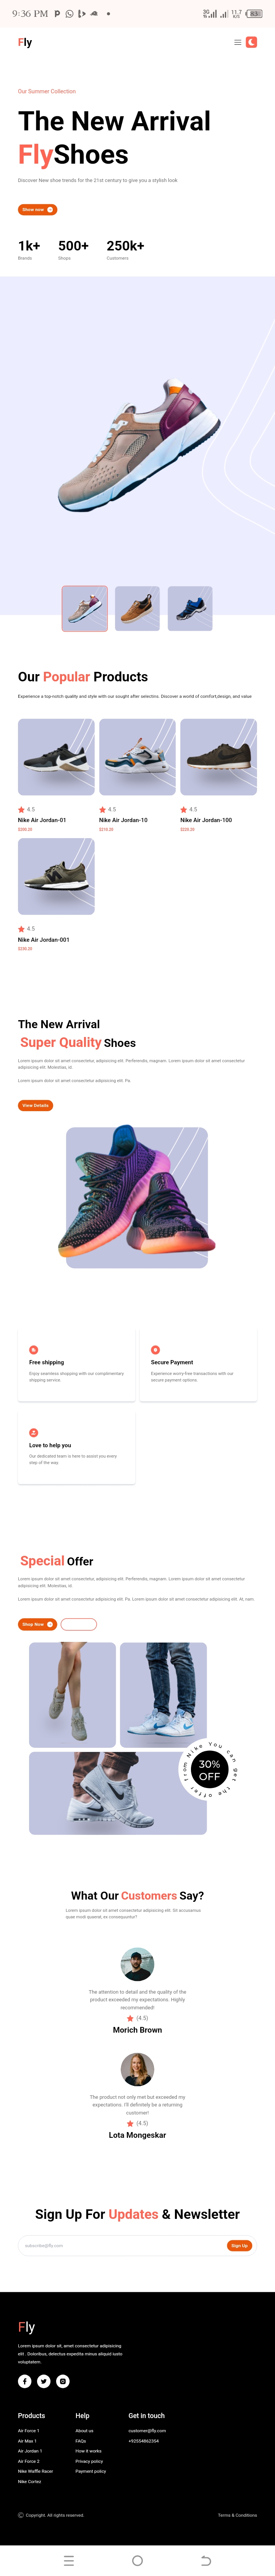 9:36 PM
2G
11.7
K/S
83
Fly
Our Summer Collection
The New Arrival
FlyShoes
Discover New shoe trends for the 21st century to give you a stylish look
Show now
1k+
500+
250k+
Brands
Shops
Customers
Our Popular Products
Experience a top-notch quality and style with our sought after selection. Discover a world of comfort,design, and value
4.5
4.5
4.5
Nike Air Jordan-01
Nike Air Jordan-10
Nike Air Jordan-100
$200.20
$210.20
$220.20
4.5
Nike Air Jordan-001
$230.20
The New Arrival
Super Quality Shoes
Lorem ipsum dolor sit amet consectetur, adipisicing elit. Perferendis, magnam. Lorem ipsum dolor sit amet consectetur
adipisicing elit. Molestias, id.
Lorem ipsum dolor sit amet consectetur adipisicing elit. Pa.
View Details
Free shipping
Secure Payment
Enjoy seamless shopping with our complimentary
shipping service.
Experience worry-free transactions with our
secure payment options
Love to help you
Our dedicated team is here to assist you every
step of the way
Special Offer
Lorem ipsum dolor sit amet consectetur, adipisicing elit. Perferendis, magnam. Lorem ipsum dolor sit amet consectetur
adipisicing elit. Molestias, id.
Lorem ipsum dolor sit amet consectetur adipisicing elit. Pa. Lorem ipsum dolor sit amet consectetur adipisicing elit. At, nam.
Shop Now
You can get the offer from Nike
30%
OFF
What Our Customers Say?
Lorem ipsum dolor sit amet consectetur adipisicing elit. Sit accusamus
quae modi quaerat, ex consequuntur?
The attention to detail and the quality of the
product exceeded my expectations. Highly
recommended!
(4.5)
Morich Brown
The product not only met but exceeded my
expectations. I'll definitely be a returning
customer!
(4.5)
Lota Mongeskar
Sign Up For Updates & Newsletter
subscribe@fly.com
Sign Up
Fly
Lorem ipsum dolor sit, amet consectetur adipisicing
elit . Doloribus, delectus expedita minus aliquid iusto
voluptatem.
Products
Help
Get in touch
Air Force 1
About us
customer@fly.com
Air Max 1
FAQs
+92554862354
Air Jordan 1
How it works
Air Force 2
Privacy policy
Nike Waffle Racer
Payment policy
Nike Cortez
Copyright. All rights reserved.
Terms & Conditions